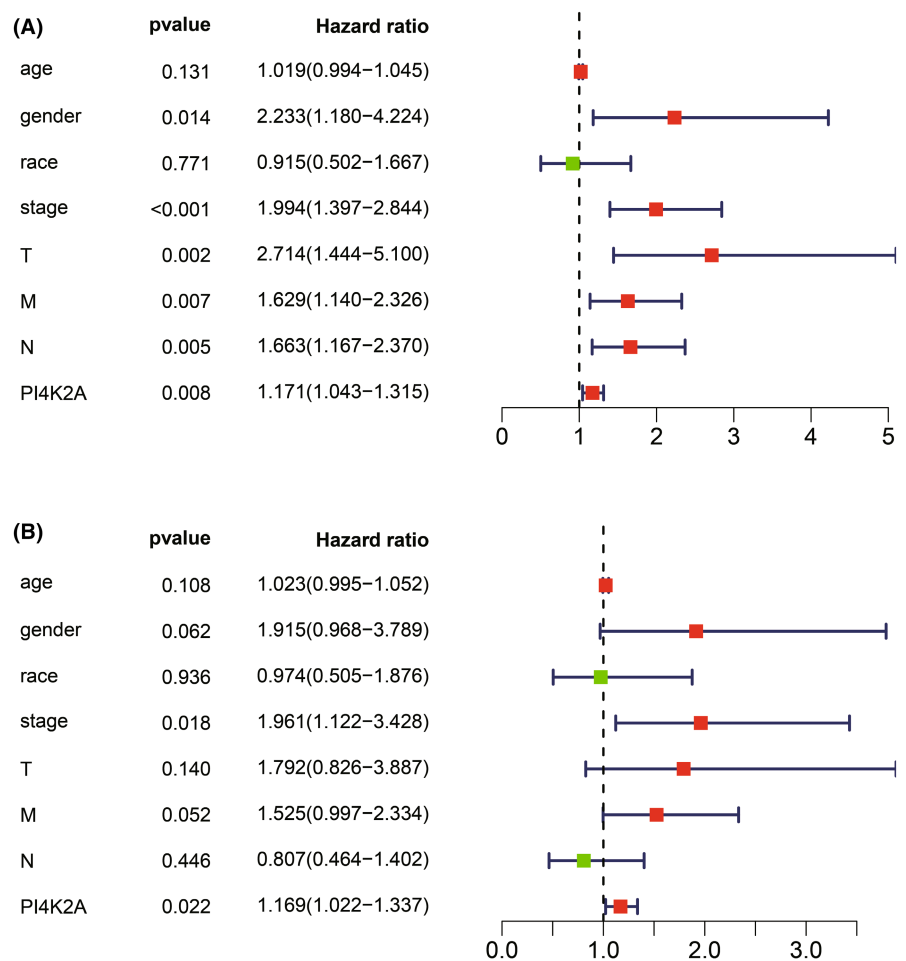 (A) pvalue Hazard ratio
age 0.131 1.019(0.994−1.045)
gender 0.014 2.233(1.180−4.224)
race 0.771 0.915(0.502−1.667)
stage <0.001 1.994(1.397−2.844)
T 0.002 2.714(1.444−5.100)
M 0.007 1.629(1.140−2.326)
N 0.005 1.663(1.167−2.370)
PI4K2A 0.008 1.171(1.043−1.315)
0 1 2 3 4 5
(B) pvalue Hazard ratio
age 0.108 1.023(0.995−1.052)
gender 0.062 1.915(0.968−3.789)
race 0.936 0.974(0.505−1.876)
stage 0.018 1.961(1.122−3.428)
T 0.140 1.792(0.826−3.887)
M 0.052 1.525(0.997−2.334)
N 0.446 0.807(0.464−1.402)
PI4K2A 0.022 1.169(1.022−1.337)
0.0 1.0 2.0 3.0